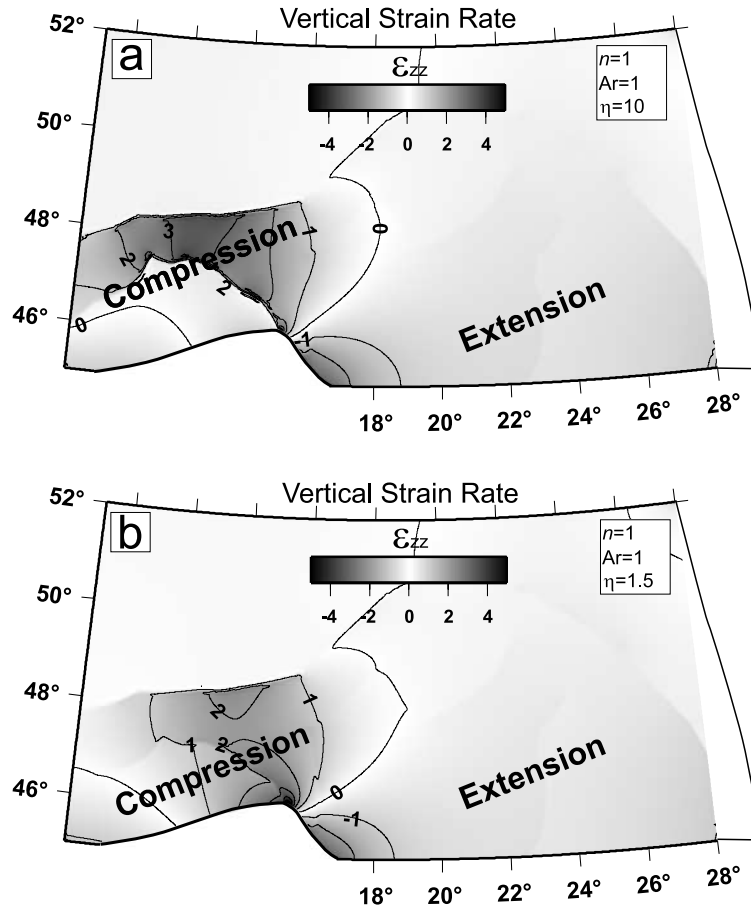 Vertical Strain Rate
52°
a
εzz
n=1
Ar=1
η=10
50°
-4 -2 0 2 4
48°
3
1
0
2
Compression
2
46°
0
-1
Extension
18° 20° 22° 24° 26° 28°
Vertical Strain Rate
52°
b
εzz
n=1
Ar=1
η=1.5
50°
-4 -2 0 2 4
48°
2
1
1 2
Compression
Extension
46°
0
-1
18° 20° 22° 24° 26° 28°